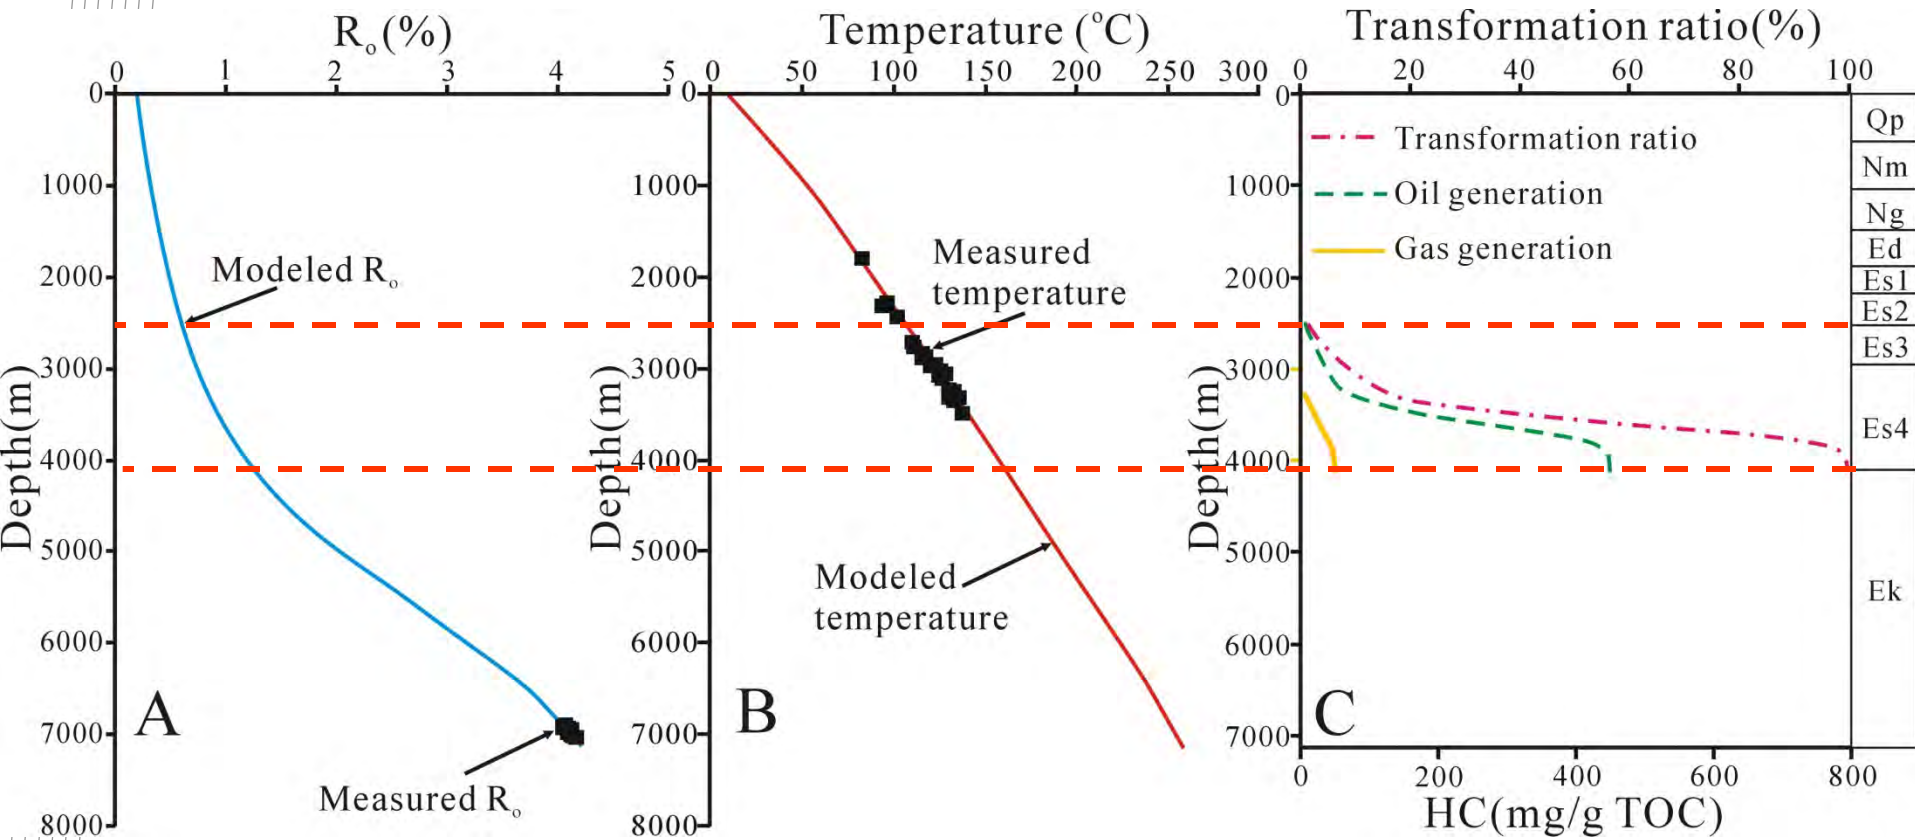 Rₒ(%)
0 1 2 3 4 5
0
1000
2000
3000
4000
5000
6000
7000
8000
Depth(m)
Modeled Rₒ
Measured Rₒ
A
Temperature (°C)
0 50 100 150 200 250 300
0
1000
2000
3000
4000
5000
6000
7000
8000
Depth(m)
Measured
temperature
Modeled
temperature
B
Transformation ratio(%)
0 20 40 60 80 100
0
1000
2000
3000
4000
5000
6000
7000
Depth(m)
Transformation ratio
Oil generation
Gas generation
C
0 200 400 600 800
HC(mg/g TOC)
Qp
Nm
Ng
Ed
Es1
Es2
Es3
Es4
Ek